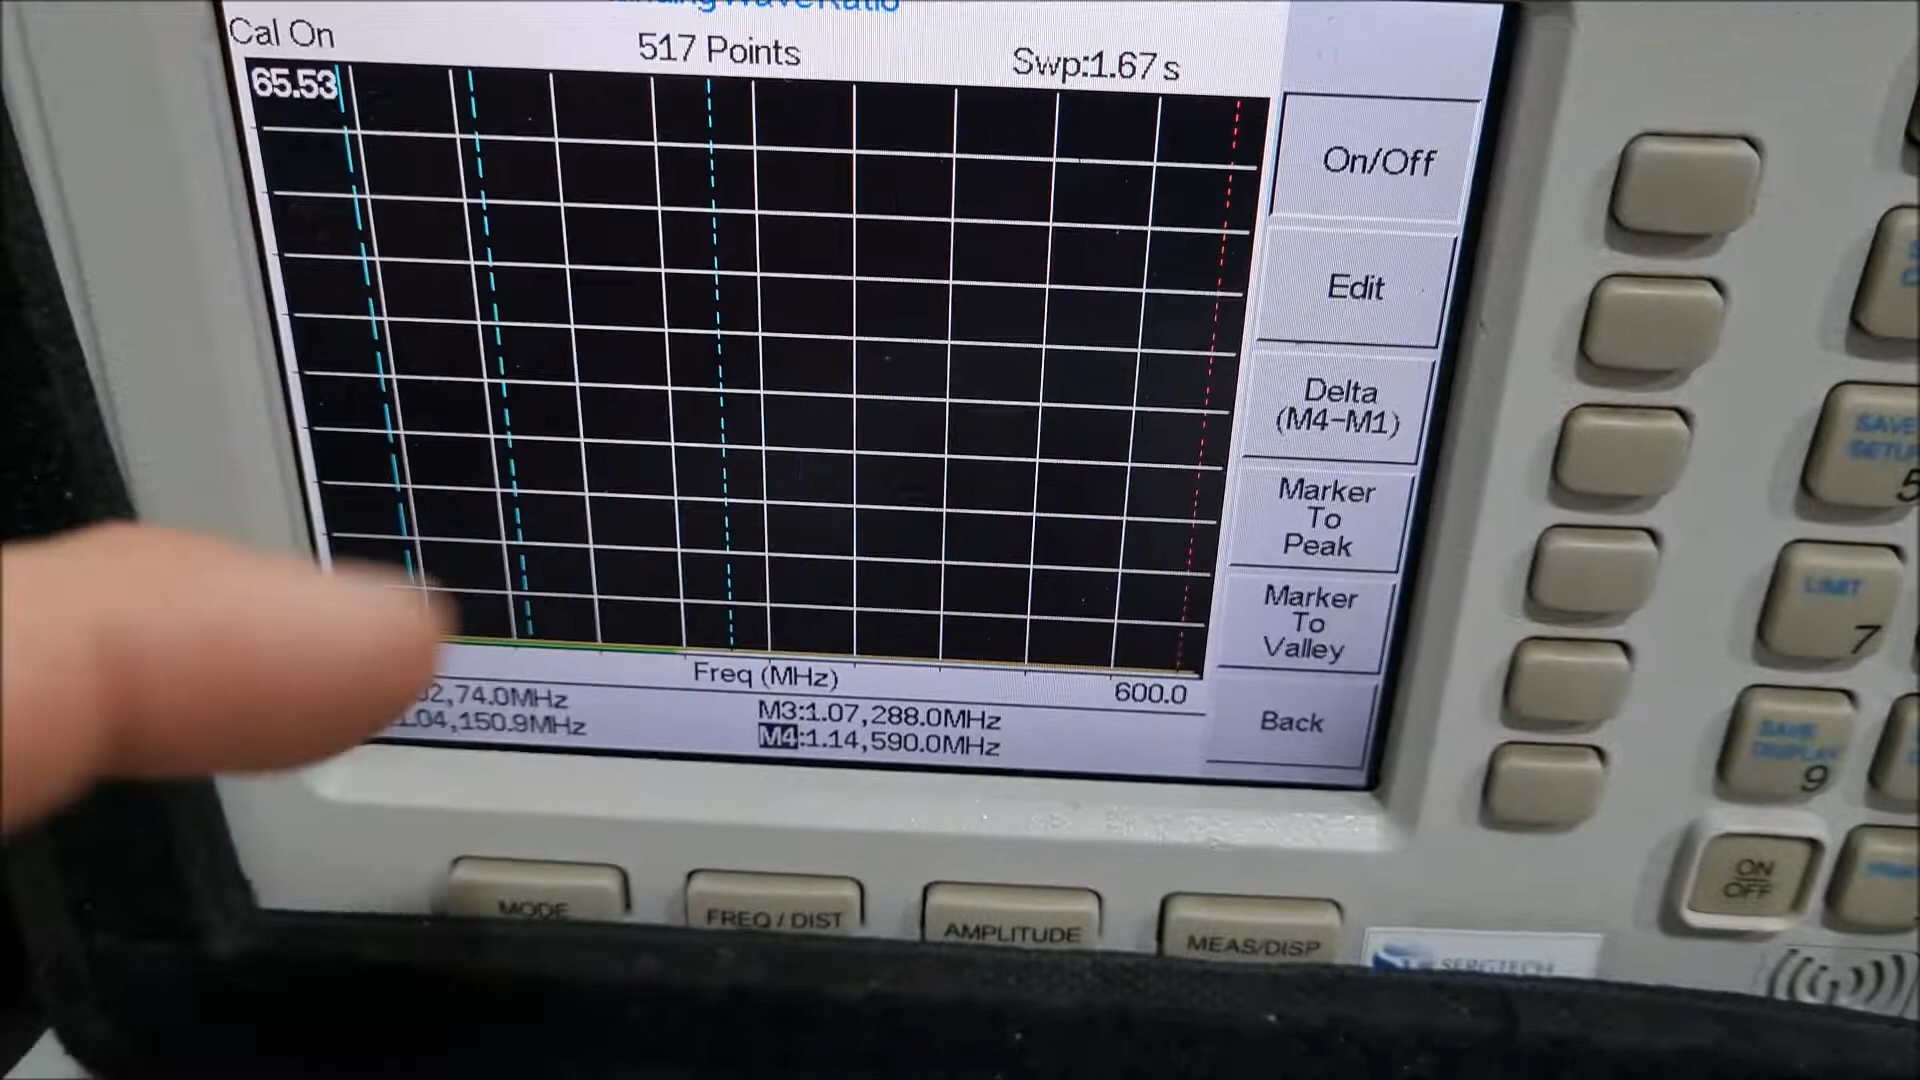 Cal On
517 Points
Swp:1.67 s
65.53
On/Off
Edit
Delta
(M4-M1)
Marker
To
Peak
Marker
To
Valley
Back
Freq (MHz)
600.0
02,74.0MHz
1.04,150.9MHz
M3:1.07,288.0MHz
M4:1.14,590.0MHz
MODE
FREQ / DIST
AMPLITUDE
MEAS/DISP
SAVE
SETUP
5
LIMIT
7
SAVE
DISPLAY
9
ON
OFF
SERGTECH